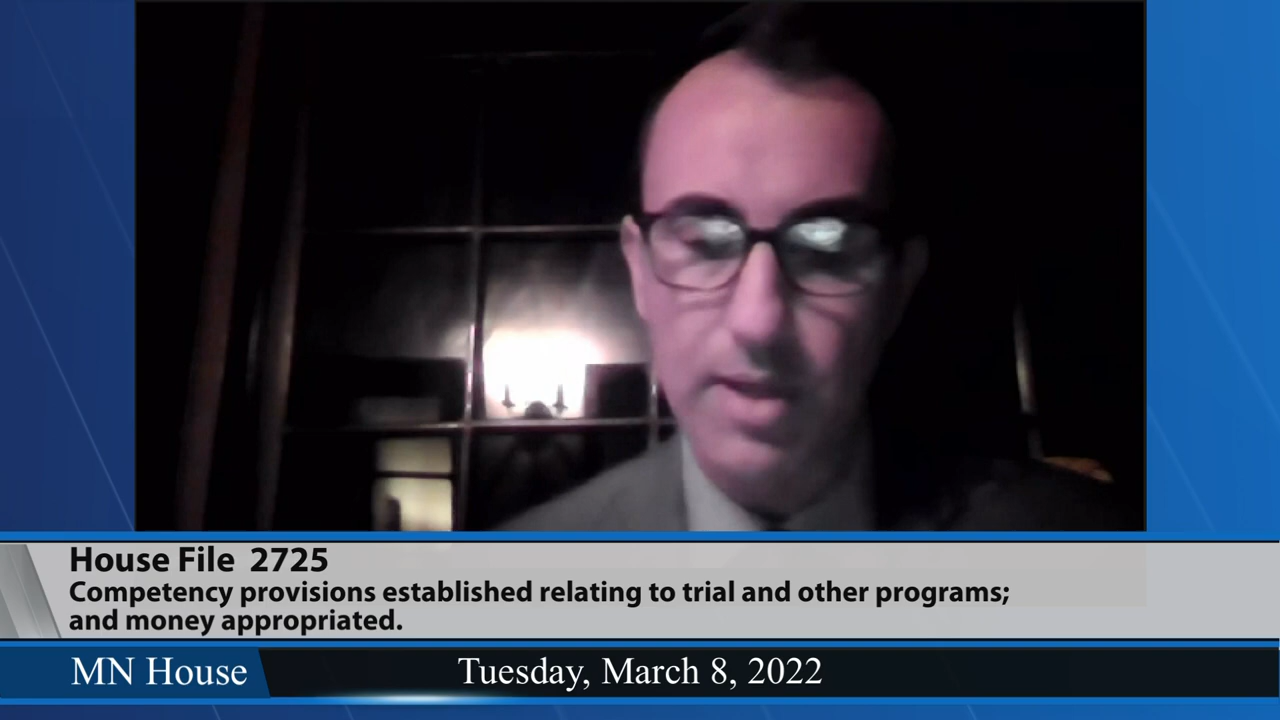 House File 2725
Competency provisions established relating to trial and other programs;
and money appropriated.
MN House
Tuesday, March 8, 2022